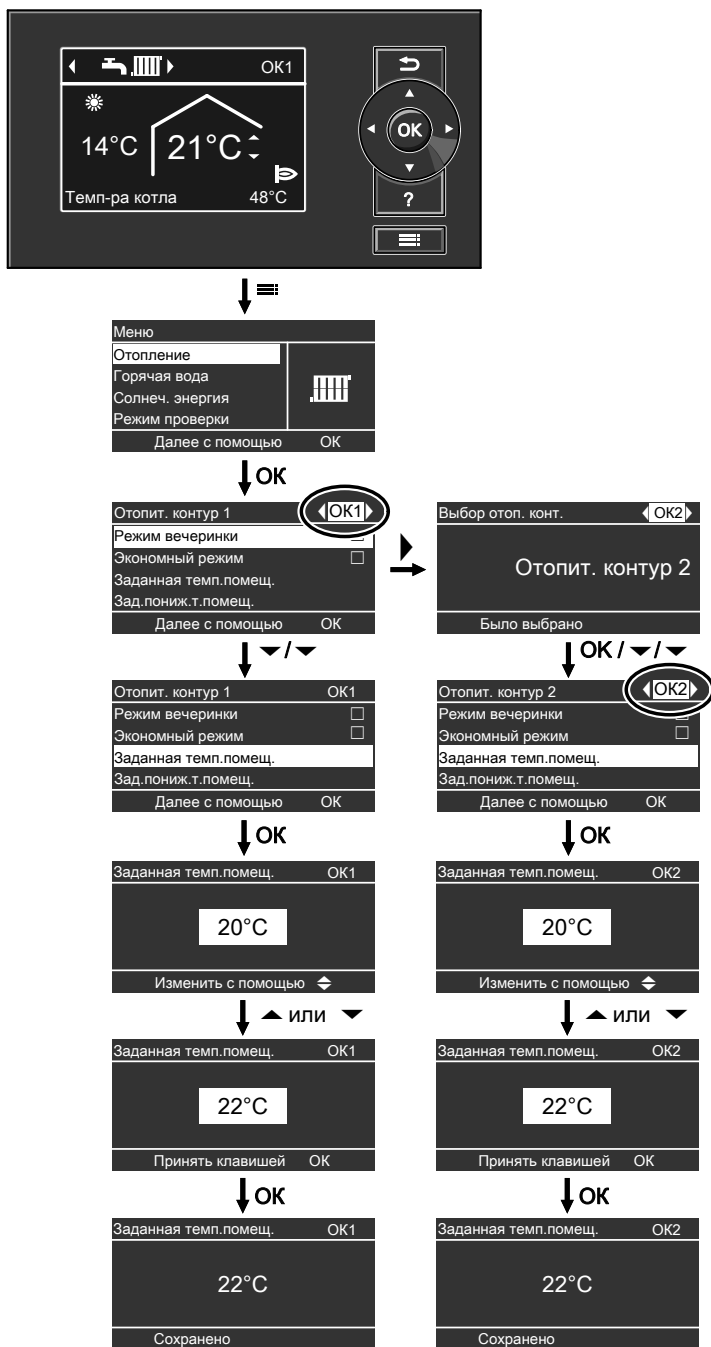 ОК1
14°C 21°C
Темп-ра котла 48°C
OK
?
Меню
Отопление
Горячая вода
Солнеч. энергия
Режим проверки
Далее с помощью ОК
ОК
Отопит. контур 1 ОК1
Режим вечеринки
Экономный режим
Заданная темп.помещ.
Зад.пониж.т.помещ.
Далее с помощью ОК
Выбор отоп. конт. ОК2
Отопит. контур 2
Было выбрано
/
OK / /
Отопит. контур 1 ОК1
Режим вечеринки
Экономный режим
Заданная темп.помещ.
Зад.пониж.т.помещ.
Далее с помощью ОК
Отопит. контур 2 ОК2
Режим вечеринки
Экономный режим
Заданная темп.помещ.
Зад.пониж.т.помещ.
Далее с помощью ОК
ОК
ОК
Заданная темп.помещ. ОК1
20°C
Изменить с помощью
Заданная темп.помещ. ОК2
20°C
Изменить с помощью
или
или
Заданная темп.помещ. ОК1
22°C
Принять клавишей ОК
Заданная темп.помещ. ОК2
22°C
Принять клавишей ОК
ОК
ОК
Заданная темп.помещ. ОК1
22°C
Сохранено
Заданная темп.помещ. ОК2
22°C
Сохранено